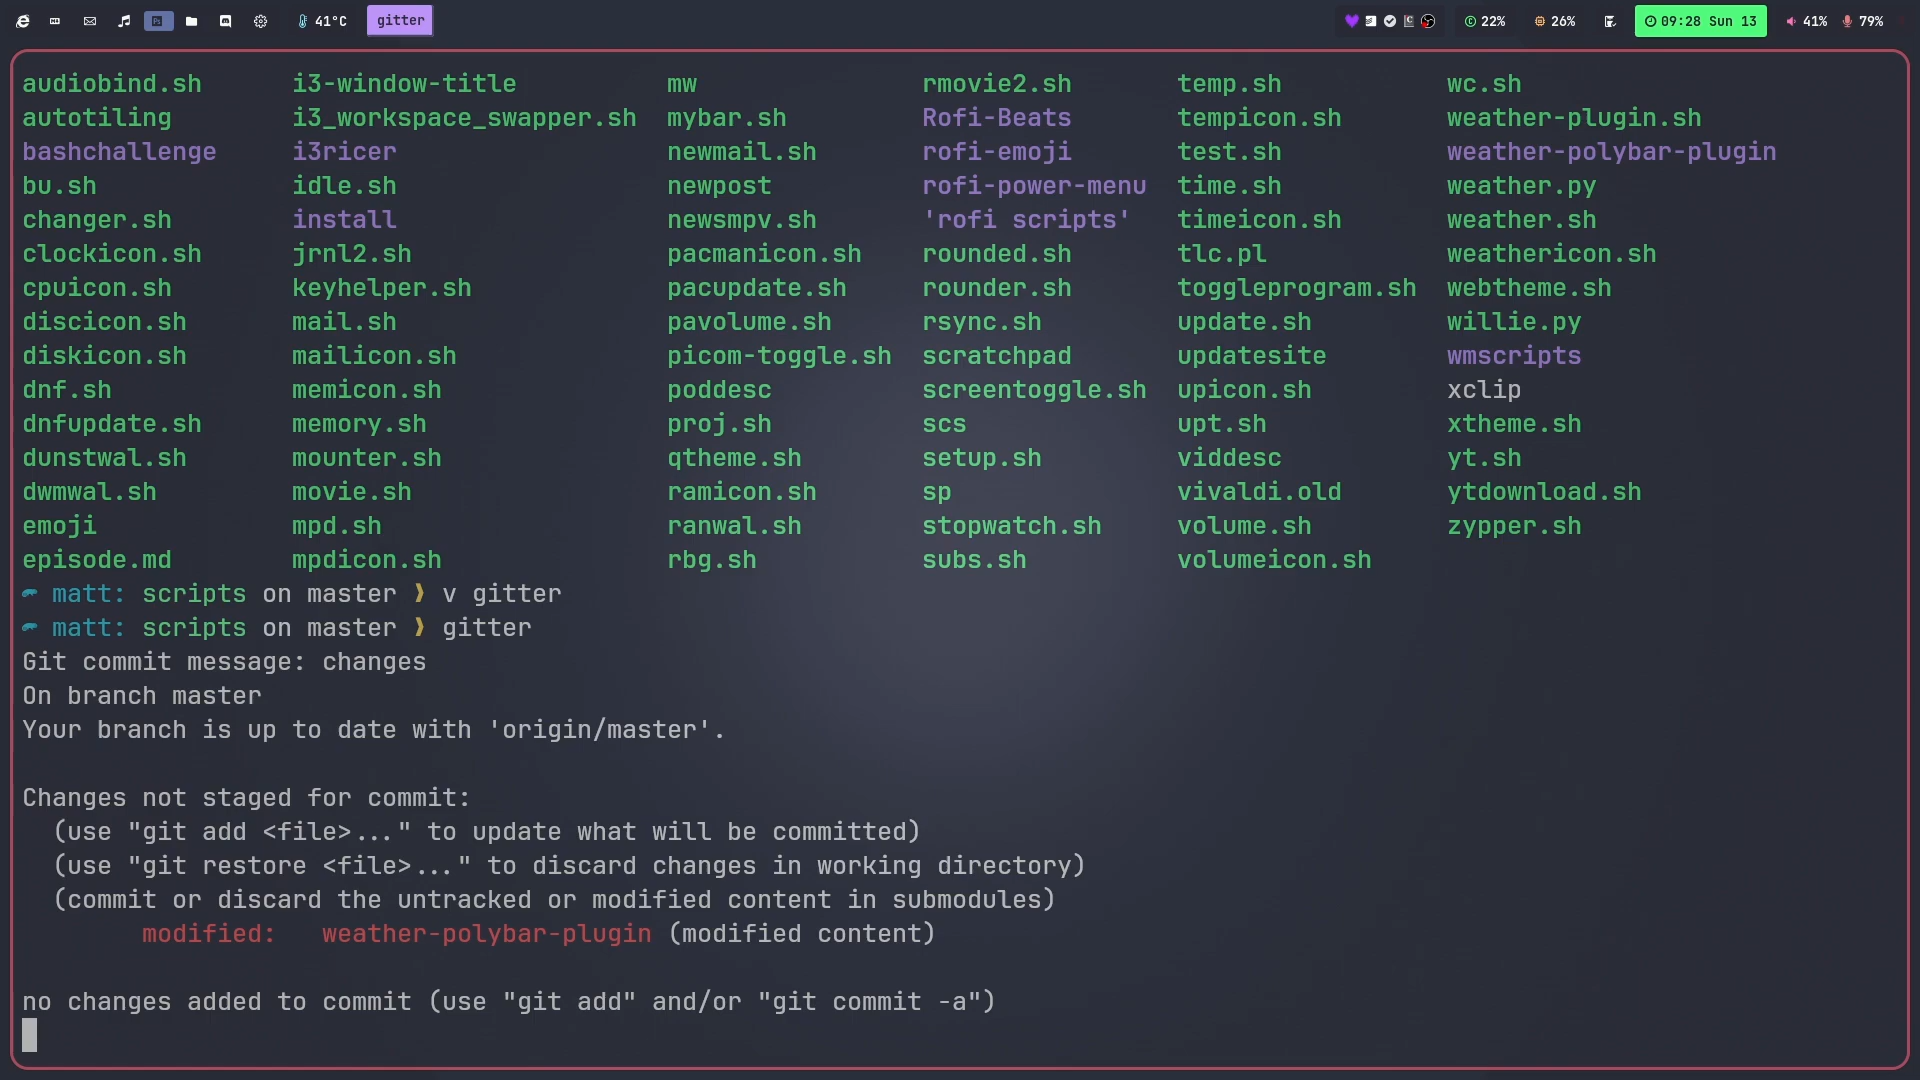 41°C gitter 22% 26% 09:28 Sun 13 41% 79%
audiobind.sh i3-window-title mw rmovie2.sh temp.sh wc.sh
autotiling i3_workspace_swapper.sh mybar.sh Rofi-Beats tempicon.sh weather-plugin.sh
bashchallenge i3ricer newmail.sh rofi-emoji test.sh weather-polybar-plugin
bu.sh idle.sh newpost rofi-power-menu time.sh weather.py
changer.sh install newsmpv.sh 'rofi scripts' timeicon.sh weather.sh
clockicon.sh jrnl2.sh pacmanicon.sh rounded.sh tlc.pl weathericon.sh
cpuicon.sh keyhelper.sh pacupdate.sh rounder.sh toggleprogram.sh webtheme.sh
discicon.sh mail.sh pavolume.sh rsync.sh update.sh willie.py
diskicon.sh mailicon.sh picom-toggle.sh scratchpad updatesite wmscripts
dnf.sh memicon.sh poddesc screentoggle.sh upicon.sh xclip
dnfupdate.sh memory.sh proj.sh scs upt.sh xtheme.sh
dunstwal.sh mounter.sh qtheme.sh setup.sh viddesc yt.sh
dwmwal.sh movie.sh ramicon.sh sp vivaldi.old ytdownload.sh
emoji mpd.sh ranwal.sh stopwatch.sh volume.sh zypper.sh
episode.md mpdicon.sh rbg.sh subs.sh volumeicon.sh
matt: scripts on master ❱ v gitter
matt: scripts on master ❱ gitter
Git commit message: changes
On branch master
Your branch is up to date with 'origin/master'.
Changes not staged for commit:
(use "git add <file>..." to update what will be committed)
(use "git restore <file>..." to discard changes in working directory)
(commit or discard the untracked or modified content in submodules)
modified: weather-polybar-plugin (modified content)
no changes added to commit (use "git add" and/or "git commit -a")